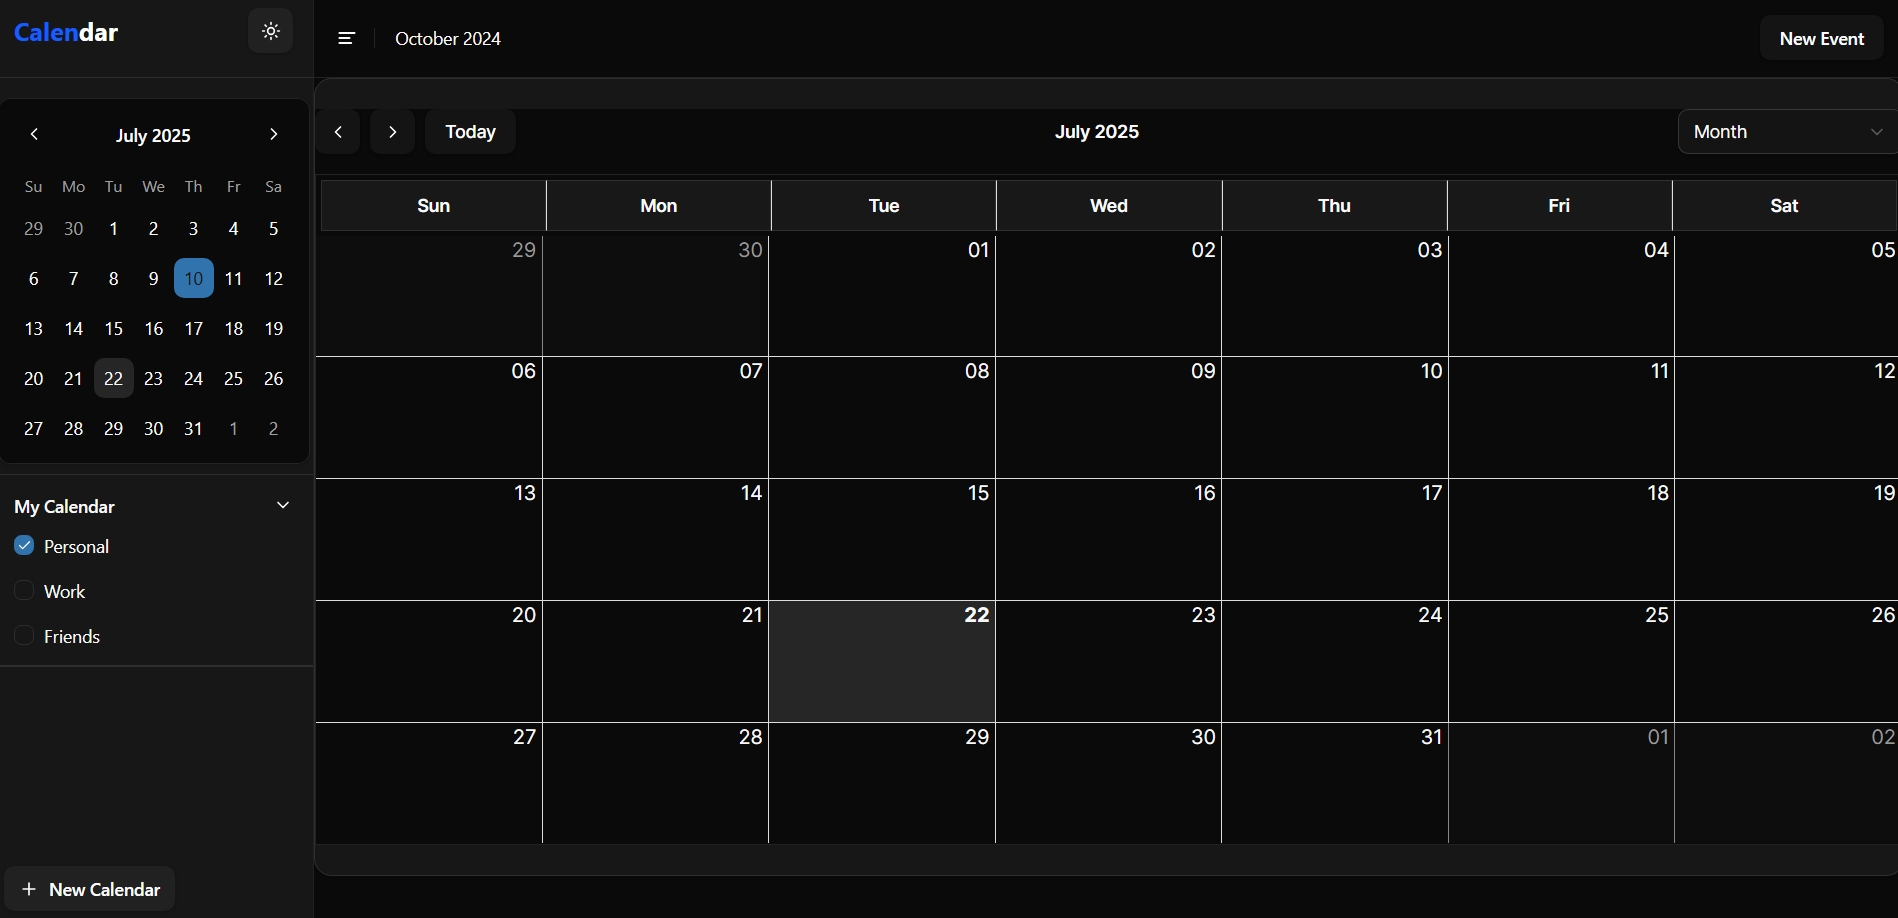 Calendar
October 2024
New Event
July 2025
Su Mo Tu We Th Fr Sa
29 30 1 2 3 4 5
6 7 8 9 10 11 12
13 14 15 16 17 18 19
20 21 22 23 24 25 26
27 28 29 30 31 1 2
My Calendar
Personal
Work
Friends
New Calendar
Today
July 2025
Month
Sun Mon Tue Wed Thu Fri Sat
29 30 01 02 03 04 05
06 07 08 09 10 11 12
13 14 15 16 17 18 19
20 21 22 23 24 25 26
27 28 29 30 31 01 02